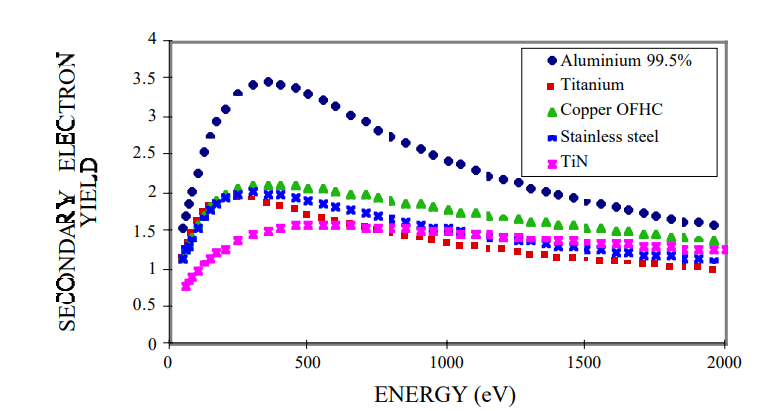 SECONDARY ELECTRON
YIELD
4
3.5
3
2.5
2
1.5
1
0.5
0
0
500
1000
1500
2000
ENERGY (eV)
Aluminium 99.5%
Titanium
Copper OFHC
Stainless steel
TiN